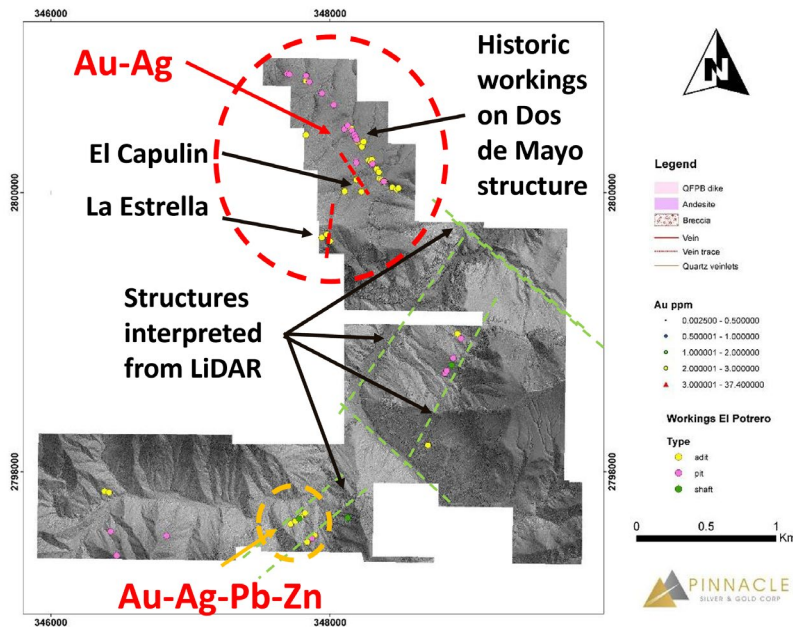 346000
348000
Au-Ag
Historic
workings
on Dos
de Mayo
structure
El Capulin
La Estrella
2800000
2800000
Structures
interpreted
from LiDAR
2798000
2798000
Au-Ag-Pb-Zn
346000
348000
N
Legend
QFPB dike
Andesite
Breccia
Vein
Vein trace
Quartz veinlets
Au ppm
0.002500 - 0.500000
0.500001 - 1.000000
1.000001 - 2.000000
2.000001 - 3.000000
3.000001 - 37.400000
Workings El Potrero
Type
adit
pit
shaft
0 0.5 1
Km
PINNACLE
SILVER & GOLD CORP